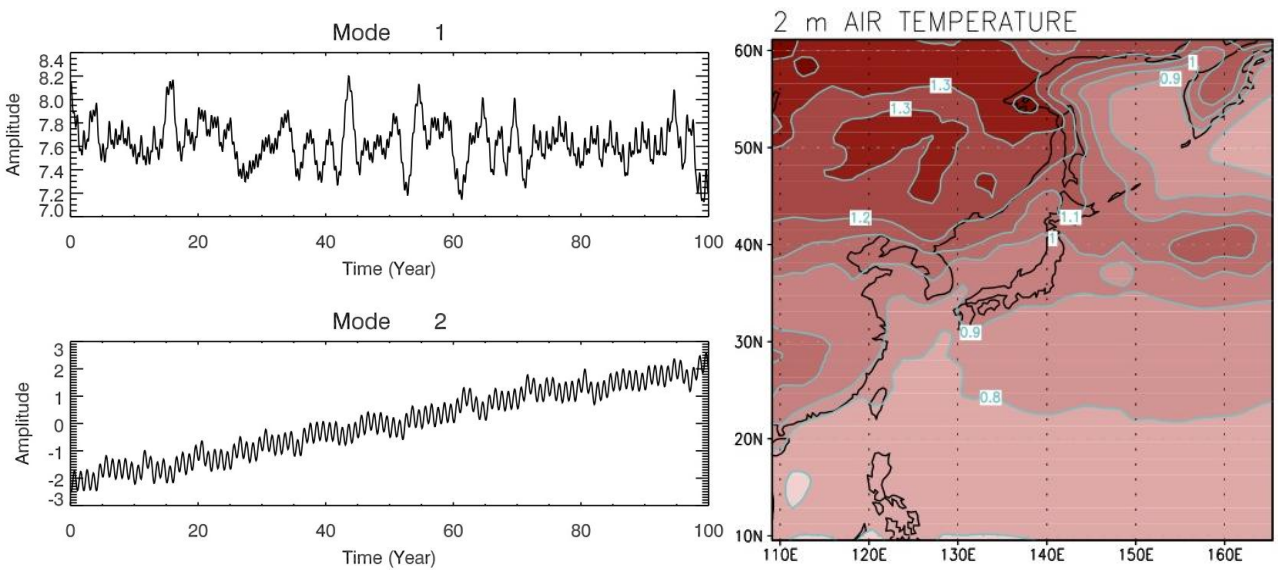 Mode 1
8.4
8.2
8.0
7.8
7.6
7.4
7.2
7.0
Amplitude
0 20 40 60 80 100
Time (Year)
Mode 2
3
2
1
0
-1
-2
-3
Amplitude
0 20 40 60 80 100
Time (Year)
2 m AIR TEMPERATURE
60N
50N
40N
30N
20N
10N
1
0.9
1.3
1.3
1.2
1.1
1
0.9
0.8
110E 120E 130E 140E 150E 160E